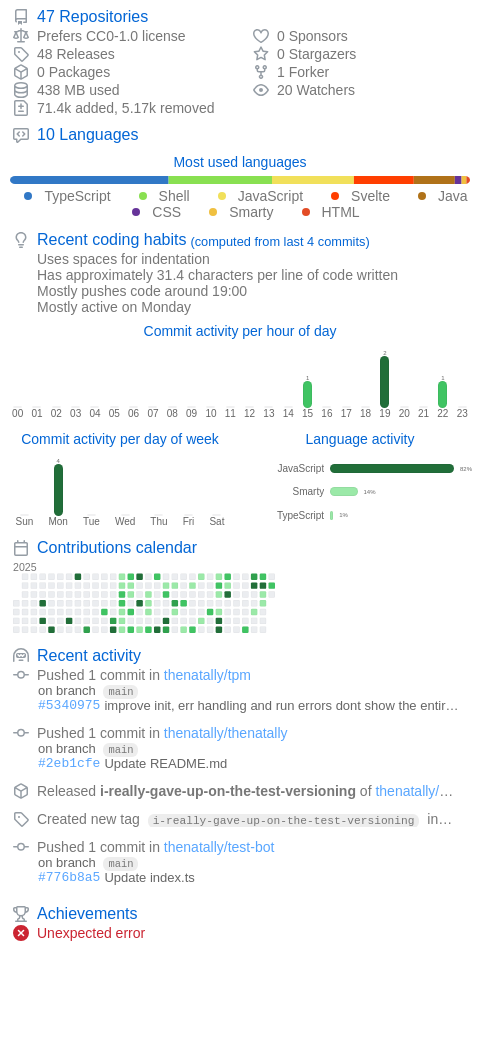 47 Repositories
Prefers CC0-1.0 license
0 Sponsors
48 Releases
0 Stargazers
0 Packages
1 Forker
438 MB used
20 Watchers
71.4k added, 5.17k removed
10 Languages
Most used languages
TypeScript Shell JavaScript Svelte Java
CSS Smarty HTML
Recent coding habits (computed from last 4 commits)
Uses spaces for indentation
Has approximately 31.4 characters per line of code written
Mostly pushes code around 19:00
Mostly active on Monday
Commit activity per hour of day
1 2 1
00 01 02 03 04 05 06 07 08 09 10 11 12 13 14 15 16 17 18 19 20 21 22 23
Commit activity per day of week
4
Sun Mon Tue Wed Thu Fri Sat
Language activity
JavaScript 82%
Smarty 14%
TypeScript 1%
Contributions calendar
2025
Recent activity
Pushed 1 commit in thenatally/tpm
on branch main
#5340975 improve init, err handling and run errors dont show the entir…
Pushed 1 commit in thenatally/thenatally
on branch main
#2eb1cfe Update README.md
Released i-really-gave-up-on-the-test-versioning of thenatally/…
Created new tag i-really-gave-up-on-the-test-versioning in…
Pushed 1 commit in thenatally/test-bot
on branch main
#776b8a5 Update index.ts
Achievements
Unexpected error